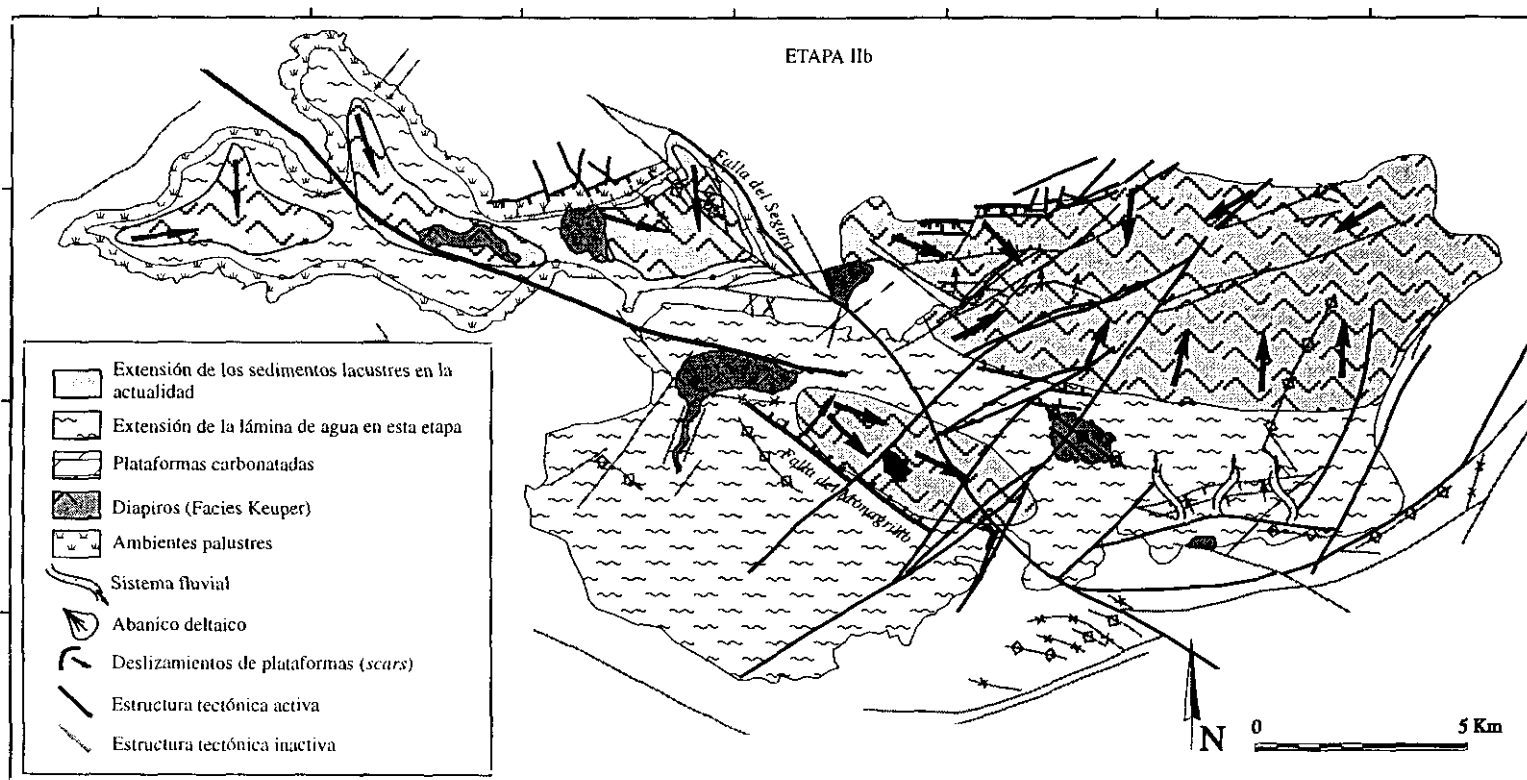 ETAPA IIb
Falla del Segura
Falla del Monagrillo
Extensión de los sedimentos lacustres en la
actualidad
Extensión de la lámina de agua en esta etapa
Plataformas carbonatadas
Diapiros (Facies Keuper)
Ambientes palustres
Sistema fluvial
Abanico deltaico
Deslizamientos de plataformas (scars)
Estructura tectónica activa
Estructura tectónica inactiva
N
0 5 Km